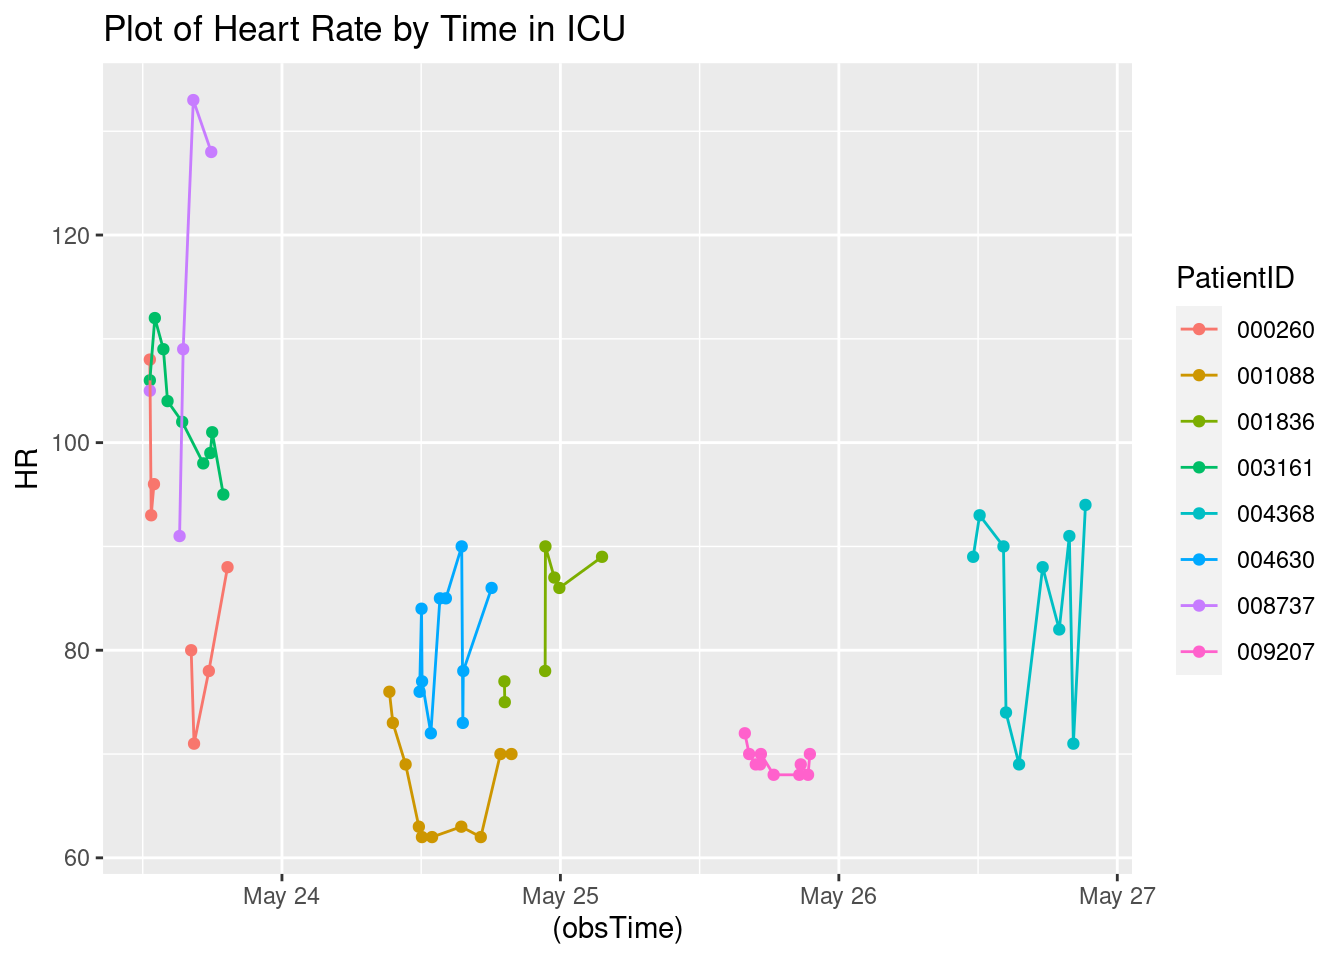 Plot of Heart Rate by Time in ICU
HR
120
100
80
60
May 24
May 25
May 26
May 27
(obsTime)
PatientID
000260
001088
001836
003161
004368
004630
008737
009207